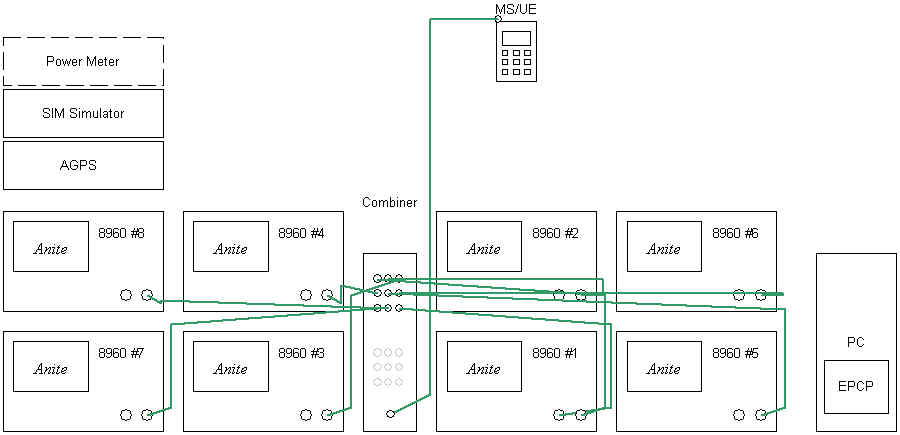 MS/UE
Power Meter
SIM Simulator
AGPS
Combiner
Anite
8960 #8
Anite
8960 #4
Anite
8960 #2
Anite
8960 #6
Anite
8960 #7
Anite
8960 #3
Anite
8960 #1
Anite
8960 #5
PC
EPCP